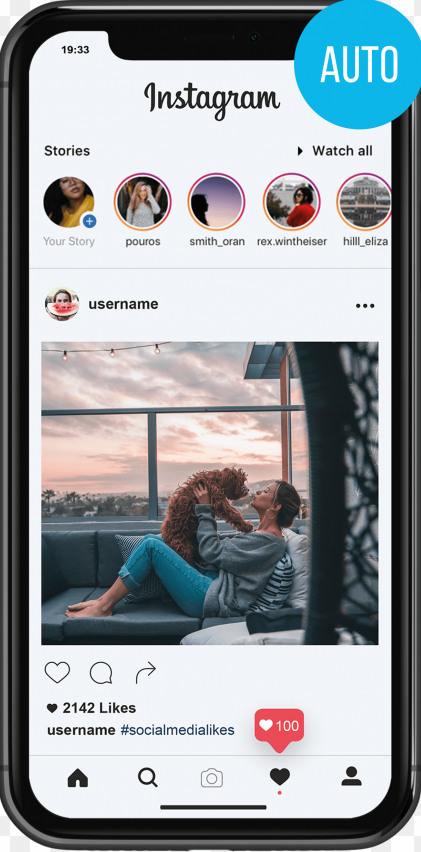 19:33
AUTO
Instagram
Stories
Watch all
Your Story
pouros
smith_oran
rex.wintheiser
hilll_eliza
username
2142 Likes
username #socialmedialikes
100